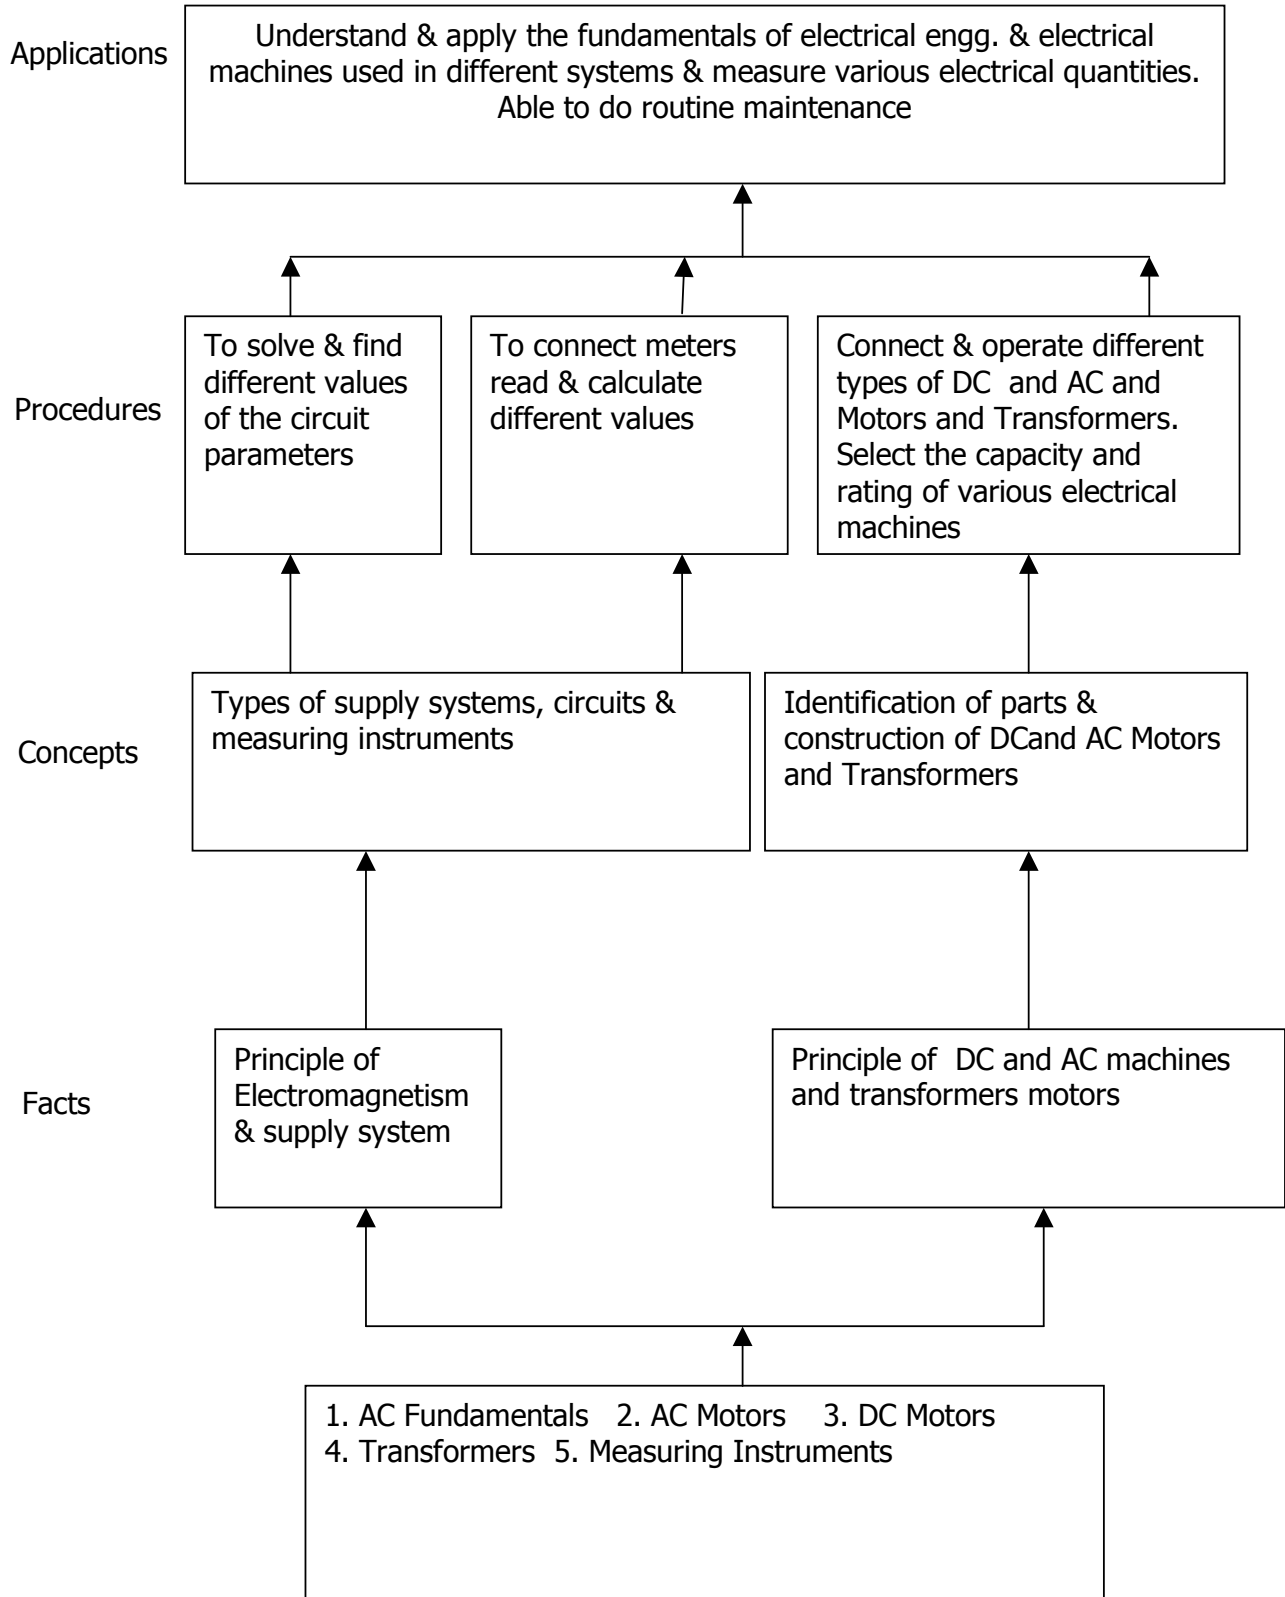 Applications
Understand & apply the fundamentals of electrical engg. & electrical
machines used in different systems & measure various electrical quantities.
Able to do routine maintenance
Procedures
To solve & find
different values
of the circuit
parameters
To connect meters
read & calculate
different values
Connect & operate different
types of DC  and AC and
Motors and Transformers.
Select the capacity and
rating of various electrical
machines
Concepts
Types of supply systems, circuits &
measuring instruments
Identification of parts &
construction of DCand AC Motors
and Transformers
Facts
Principle of
Electromagnetism
& supply system
Principle of  DC and AC machines
and transformers motors
1. AC Fundamentals   2. AC Motors    3. DC Motors
4. Transformers  5. Measuring Instruments